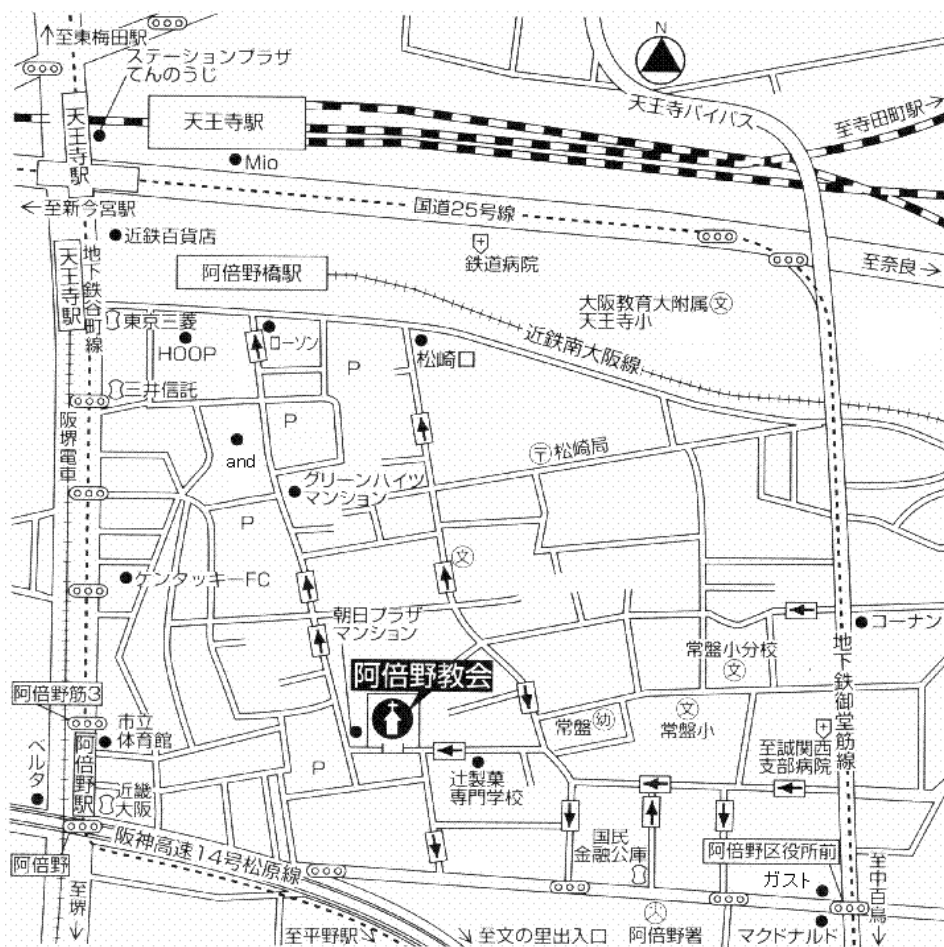 至東梅田駅
ステーションプラザ
てんのうじ
N
天王寺駅
天王寺駅
天王寺バイパス
至寺田町駅
Mio
至新今宮駅
国道25号線
近鉄百貨店
鉄道病院
至奈良
天王寺駅
地下鉄谷町線
阿倍野橋駅
大阪教育大附属 文
天王寺小
東京三菱
HOOP
ローソン
松崎口
近鉄南大阪線
三井信託
P
P
阪堺電車
and
〒松崎局
グリーンハイツ
マンション
P
文
ケンタッキーFC
朝日プラザ
マンション
コーナン
常盤小分校
文
地下鉄御堂筋線
阿倍野教会
阿倍野筋3
市立
体育館
常盤 幼
文
常盤小
至誠関西
支部病院
ベルタ
阿倍野駅
P
辻製菓
専門学校
近畿
大阪
国民
金融公庫
阿倍野区役所前
阪神高速14号松原線
阿倍野
ガスト
至堺
至中百鳥
至平野駅
至文の里出入口
阿倍野署
マクドナルド